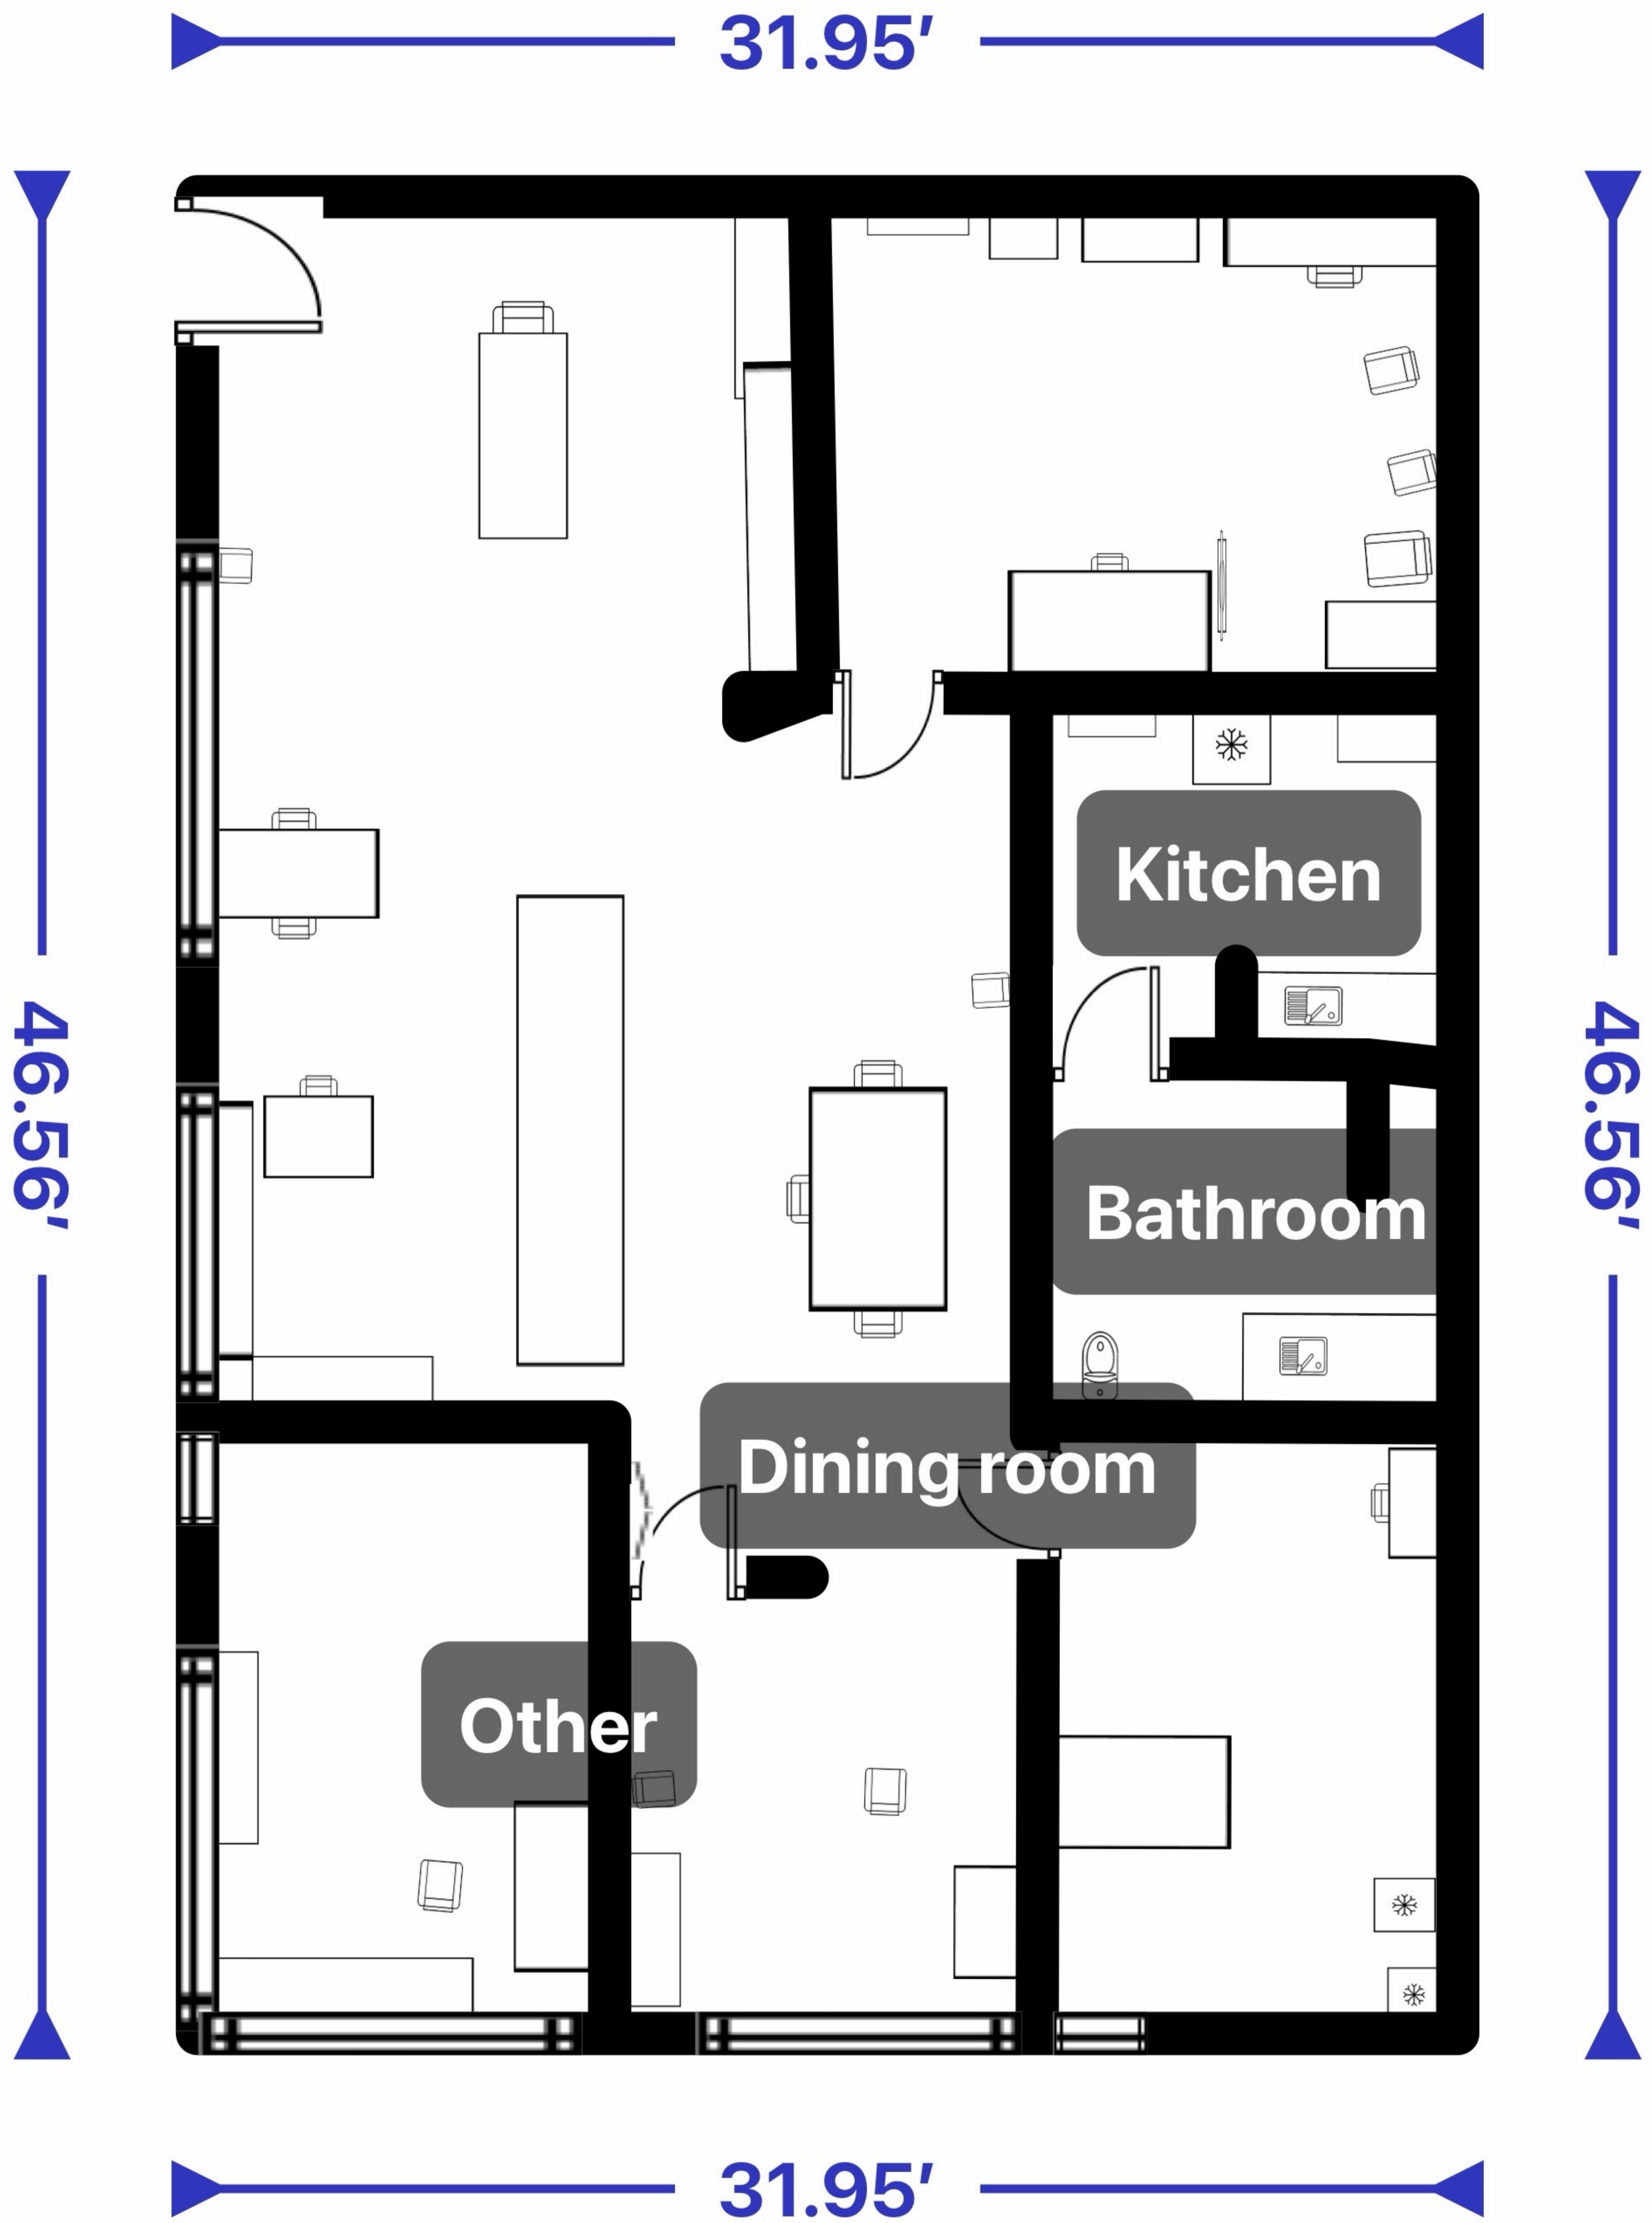 31.95′
46.56′
46.56′
Kitchen
Bathroom
Dining room
Other
31.95′